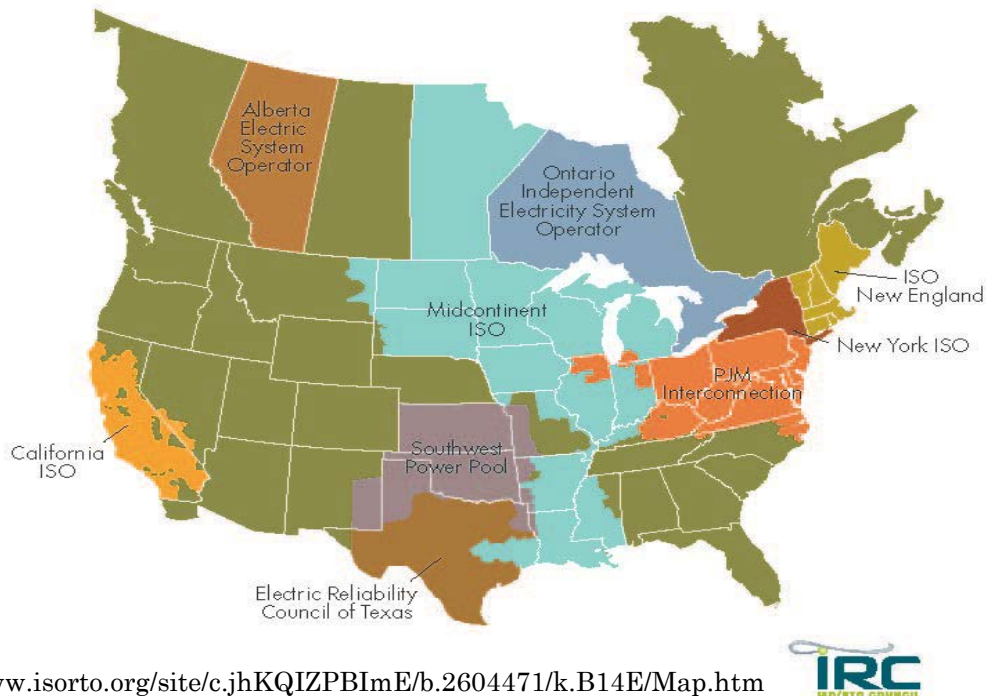 Alberta
Electric
System
Operator
Ontario
Independent
Electricity System
Operator
ISO
New England
Midcontinent
ISO
New York ISO
PJM
Interconnection
California
ISO
Southwest
Power Pool
Electric Reliability
Council of Texas
IRC
w.isorto.org/site/c.jhKQIZPBImE/b.2604471/k.B14E/Map.htm